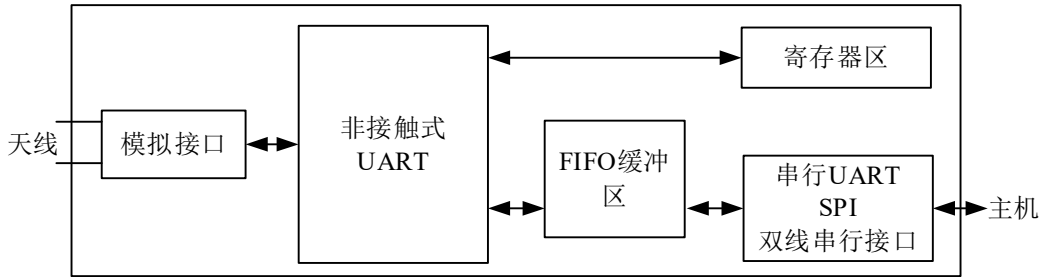 天线
模拟接口
非接触式
UART
寄存器区
FIFO缓冲
区
串行UART
SPI
双线串行接口
主机